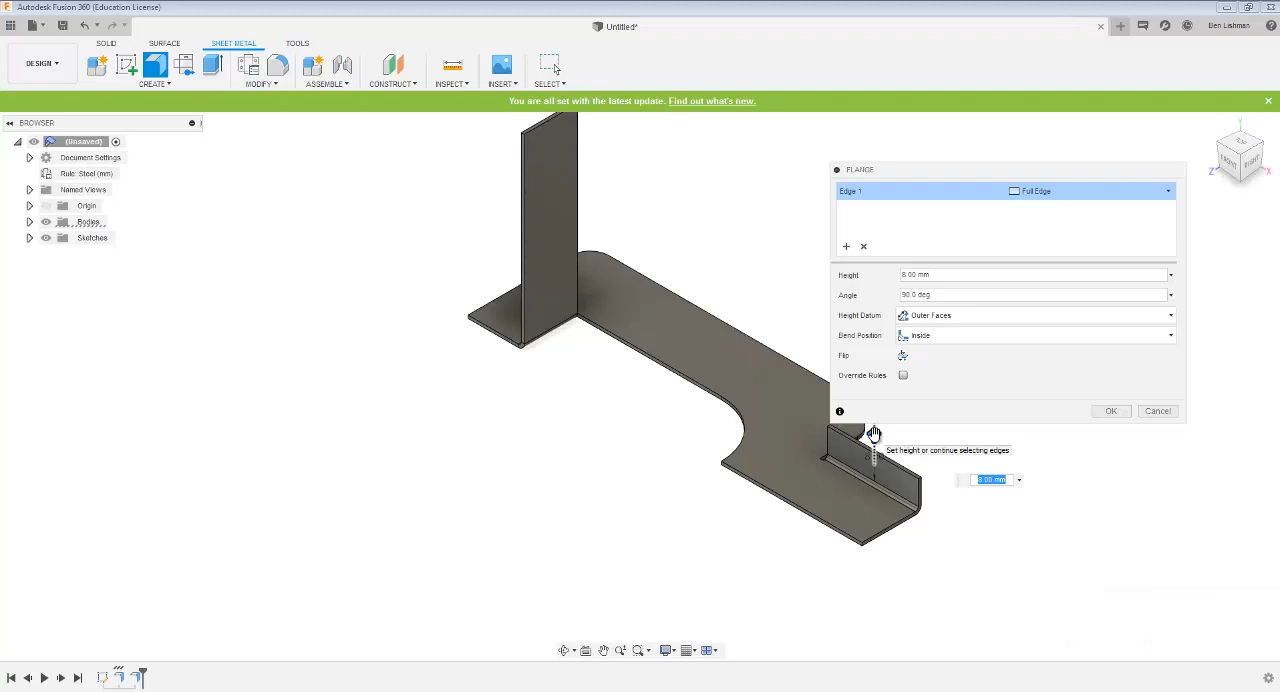 Autodesk Fusion 360 (Education License)
Untitled*
Ben Lishman
DESIGN
SOLID
SURFACE
SHEET METAL
TOOLS
CREATE
MODIFY
ASSEMBLE
CONSTRUCT
INSPECT
INSERT
SELECT
You are all set with the latest update. Find out what's new.
BROWSER
(Unsaved)
Document Settings
Rule: Steel (mm)
Named Views
Origin
Bodies
Sketches
TOP
FRONT
RIGHT
Y
Z
X
FLANGE
Edge 1
Full Edge
Height
8.00 mm
Angle
90.0 deg
Height Datum
Outer Faces
Bend Position
Inside
Flip
Override Rules
OK
Cancel
Set height or continue selecting edges
8.00 mm